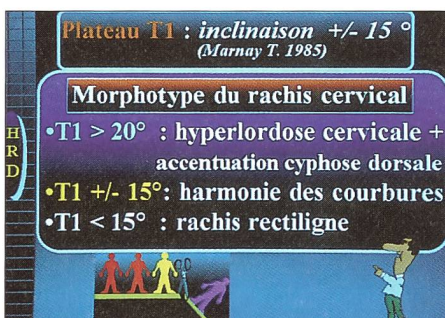 Plateau T1 : inclinaison +/- 15 °
(Marnay T. 1985)
Morphotype du rachis cervical
HRD
•T1 > 20° : hyperlordose cervicale +
accentuation cyphose dorsale
•T1 +/- 15°: harmonie des courbures
•T1 < 15° : rachis rectiligne